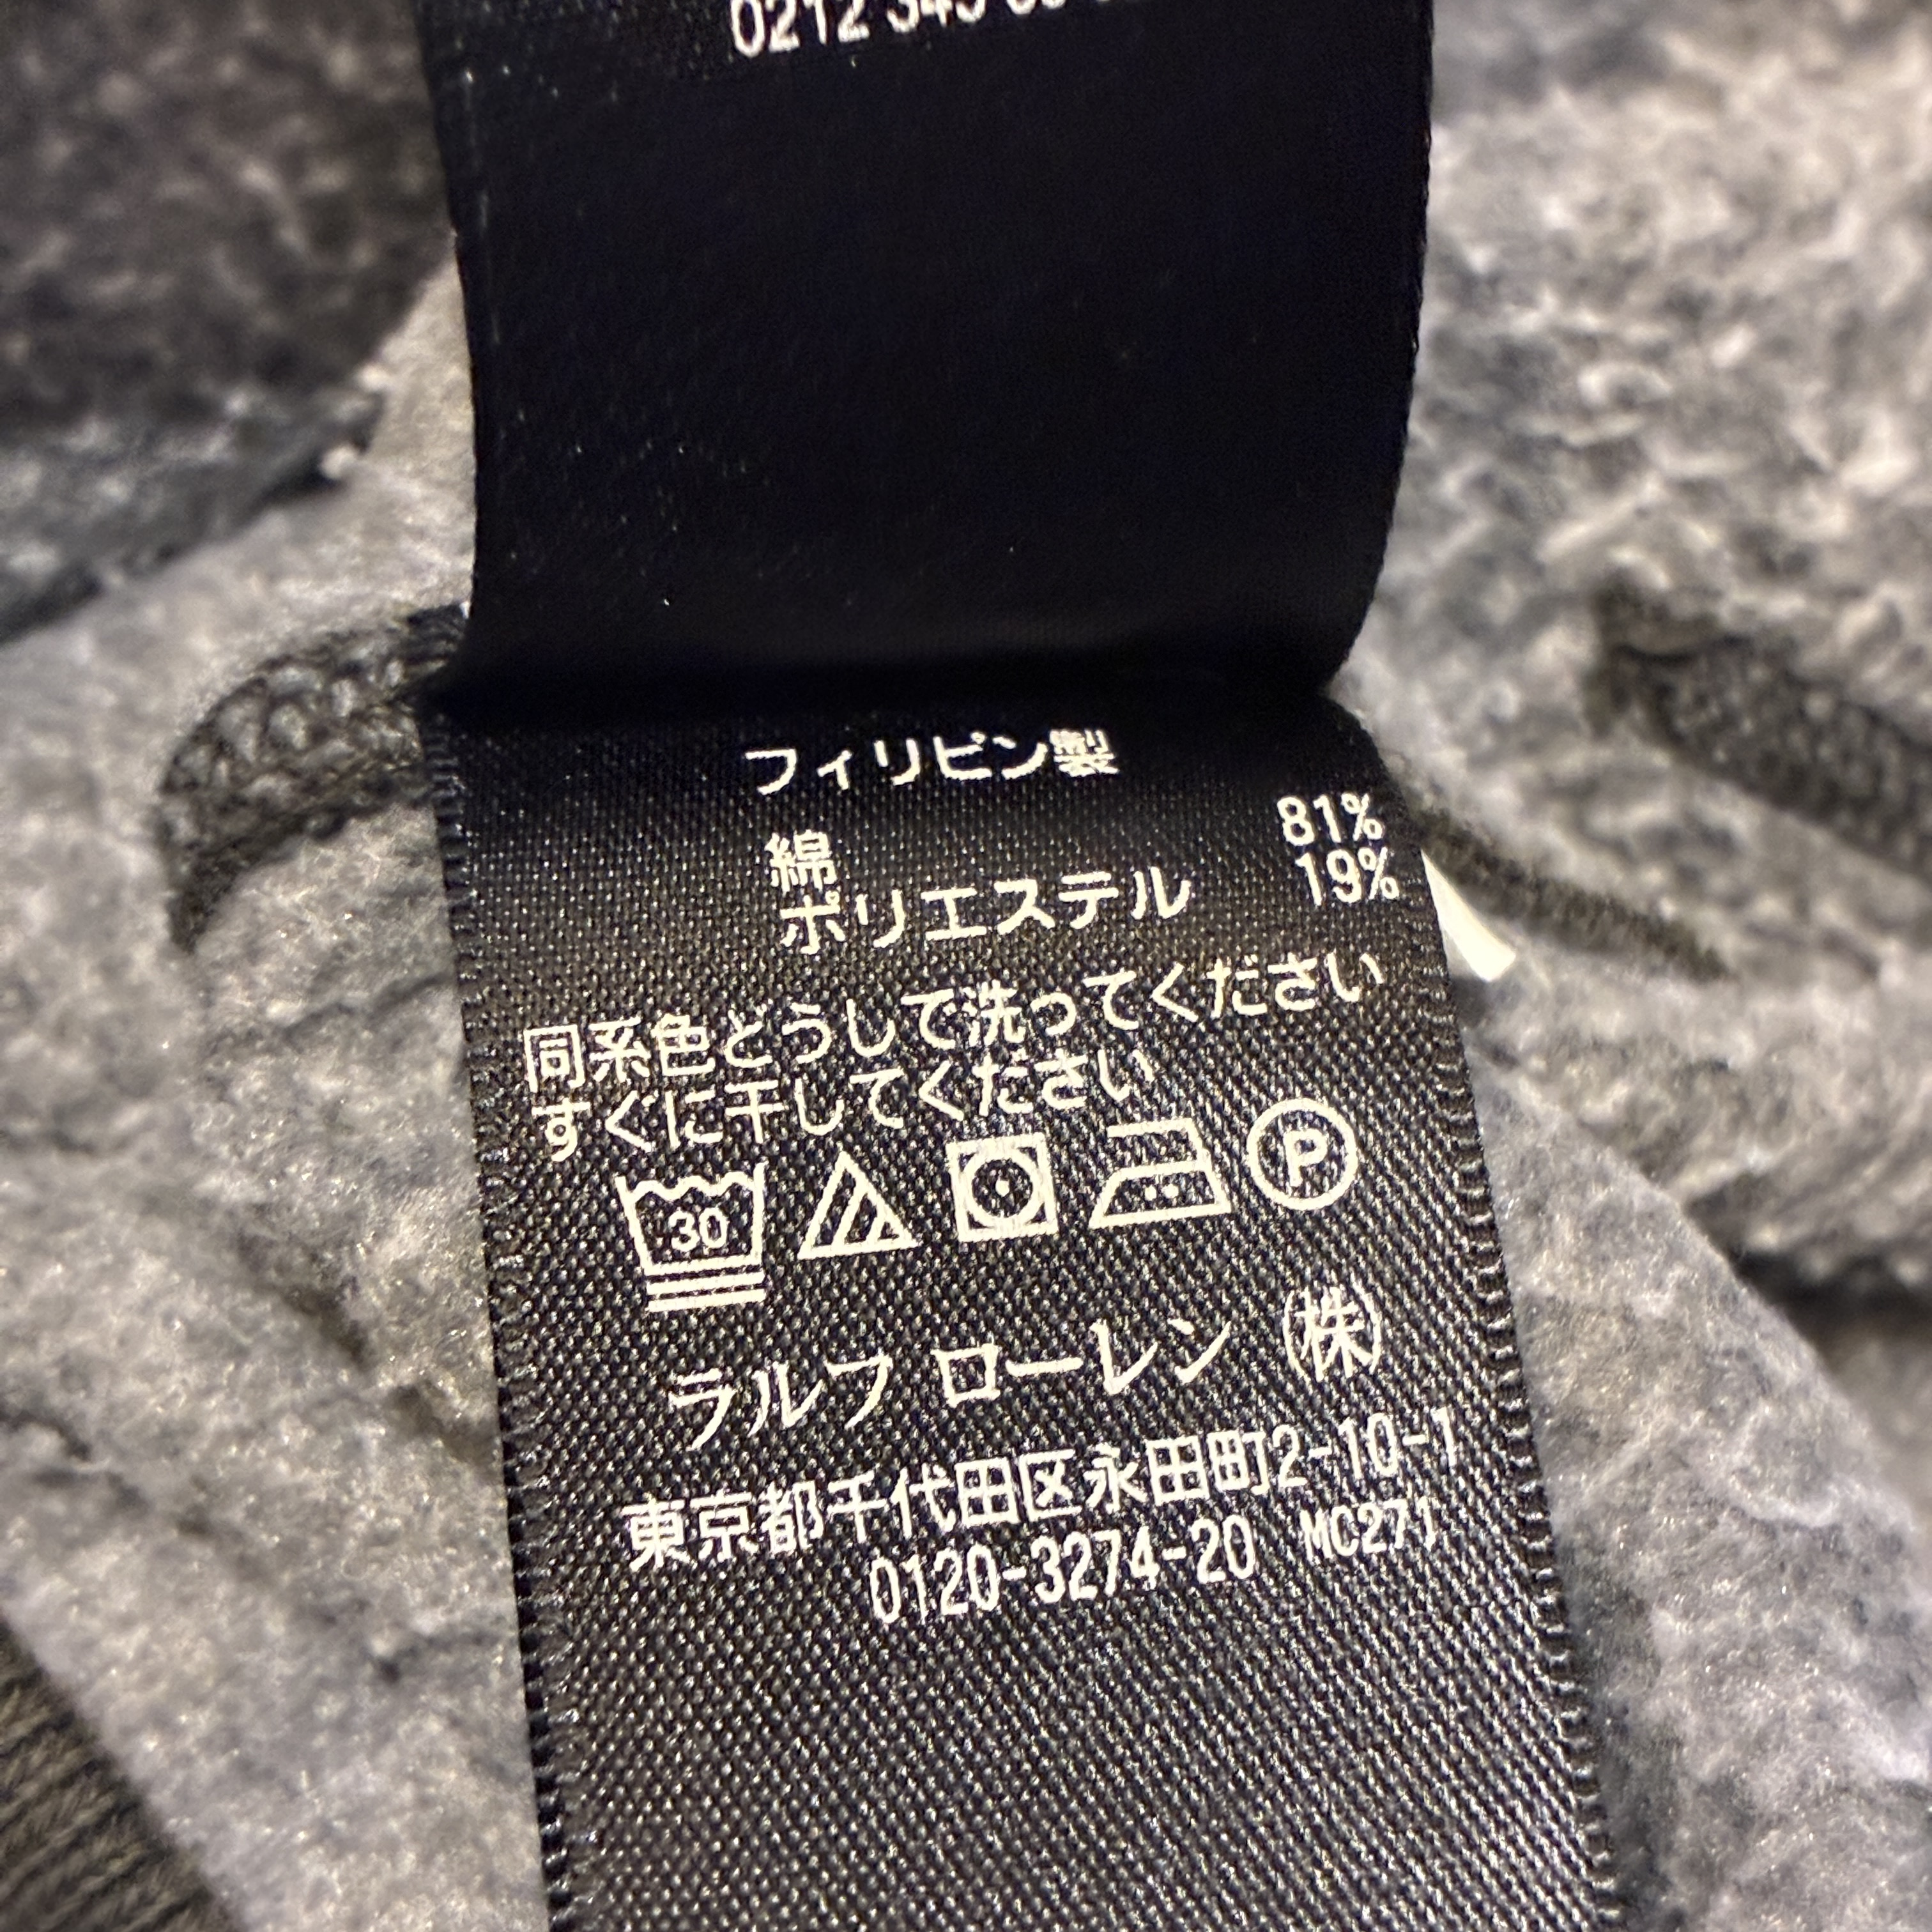 0212 345
フィリピン製
綿 81%
ポリエステル 19%
同系色どうしで洗ってください
すぐに干してください
30 P
ラルフ ローレン (株)
東京都千代田区永田町2-10-1
0120-3274-20 MC271